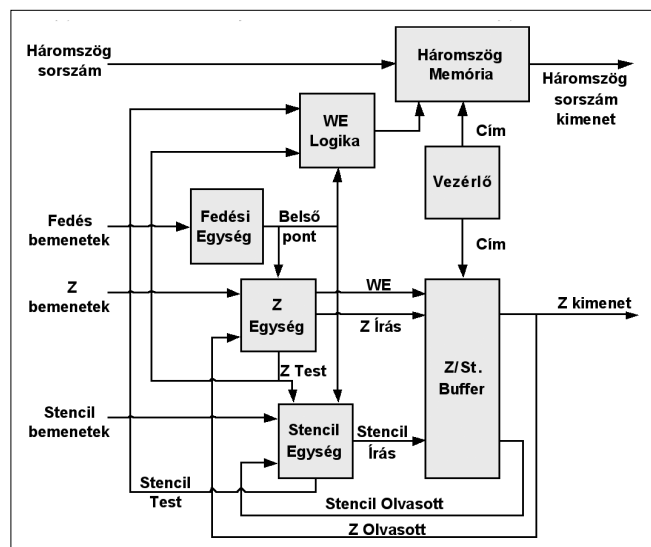 Háromszög
sorszám
Háromszög
Memória
Háromszög
sorszám
kimenet
WE
Logika
Cím
Vezérlő
Cím
Fedés
bemenetek
Fedési
Egység
Belső
pont
Z
bemenetek
Z
Egység
WE
Z Írás
Z kimenet
Z/St.
Buffer
Z Test
Stencil
bemenetek
Stencil
Egység
Stencil
Írás
Stencil
Test
Stencil Olvasott
Z Olvasott